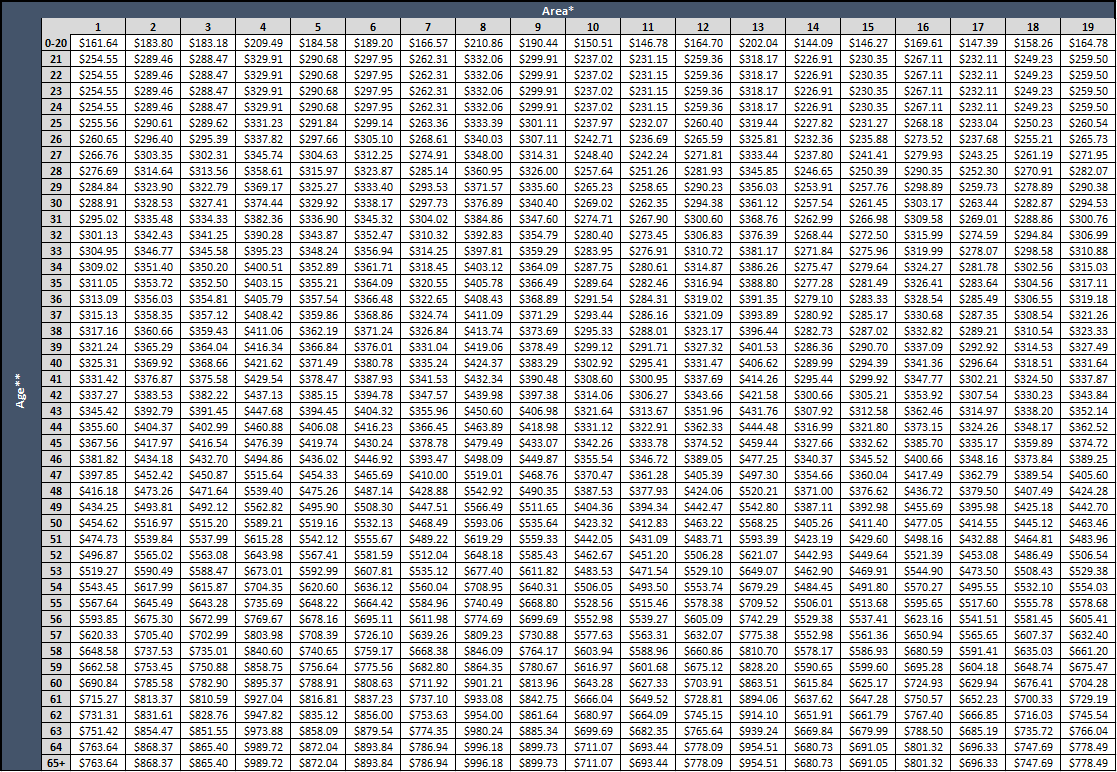 Area*
1 2 3 4 5 6 7 8 9 10 11 12 13 14 15 16 17 18 19
0-20 $161.64 $183.80 $183.18 $209.49 $184.58 $189.20 $166.57 $210.86 $190.44 $150.51 $146.78 $164.70 $202.04 $144.09 $146.27 $169.61 $147.39 $158.26 $164.78
21 $254.55 $289.46 $288.47 $329.91 $290.68 $297.95 $262.31 $332.06 $299.91 $237.02 $231.15 $259.36 $318.17 $226.91 $230.35 $267.11 $232.11 $249.23 $259.50
22 $254.55 $289.46 $288.47 $329.91 $290.68 $297.95 $262.31 $332.06 $299.91 $237.02 $231.15 $259.36 $318.17 $226.91 $230.35 $267.11 $232.11 $249.23 $259.50
23 $254.55 $289.46 $288.47 $329.91 $290.68 $297.95 $262.31 $332.06 $299.91 $237.02 $231.15 $259.36 $318.17 $226.91 $230.35 $267.11 $232.11 $249.23 $259.50
24 $254.55 $289.46 $288.47 $329.91 $290.68 $297.95 $262.31 $332.06 $299.91 $237.02 $231.15 $259.36 $318.17 $226.91 $230.35 $267.11 $232.11 $249.23 $259.50
25 $255.56 $290.61 $289.62 $331.23 $291.84 $299.14 $263.36 $333.39 $301.11 $237.97 $232.07 $260.40 $319.44 $227.82 $231.27 $268.18 $233.04 $250.23 $260.54
26 $260.65 $296.40 $295.39 $337.82 $297.66 $305.10 $268.61 $340.03 $307.11 $242.71 $236.69 $265.59 $325.81 $232.36 $235.88 $273.52 $237.68 $255.21 $265.73
27 $266.76 $303.35 $302.31 $345.74 $304.63 $312.25 $274.91 $348.00 $314.31 $248.40 $242.24 $271.81 $333.44 $237.80 $241.41 $279.93 $243.25 $261.19 $271.95
28 $276.69 $314.64 $313.56 $358.61 $315.97 $323.87 $285.14 $360.95 $326.00 $257.64 $251.26 $281.93 $345.85 $246.65 $250.39 $290.35 $252.30 $270.91 $282.07
29 $284.84 $323.90 $322.79 $369.17 $325.27 $333.40 $293.53 $371.57 $335.60 $265.23 $258.65 $290.23 $356.03 $253.91 $257.76 $298.89 $259.73 $278.89 $290.38
30 $288.91 $328.53 $327.41 $374.44 $329.92 $338.17 $297.73 $376.89 $340.40 $269.02 $262.35 $294.38 $361.12 $257.54 $261.45 $303.17 $263.44 $282.87 $294.53
31 $295.02 $335.48 $334.33 $382.36 $336.90 $345.32 $304.02 $384.86 $347.60 $274.71 $267.90 $300.60 $368.76 $262.99 $266.98 $309.58 $269.01 $288.86 $300.76
32 $301.13 $342.43 $341.25 $390.28 $343.87 $352.47 $310.32 $392.83 $354.79 $280.40 $273.45 $306.83 $376.39 $268.44 $272.50 $315.99 $274.59 $294.84 $306.99
33 $304.95 $346.77 $345.58 $395.23 $348.24 $356.94 $314.25 $397.81 $359.29 $283.95 $276.91 $310.72 $381.17 $271.84 $275.96 $319.99 $278.07 $298.58 $310.88
34 $309.02 $351.40 $350.20 $400.51 $352.89 $361.71 $318.45 $403.12 $364.09 $287.75 $280.61 $314.87 $386.26 $275.47 $279.64 $324.27 $281.78 $302.56 $315.03
35 $311.05 $353.72 $352.50 $403.15 $355.21 $364.09 $320.55 $405.78 $366.49 $289.64 $282.46 $316.94 $388.80 $277.28 $281.49 $326.41 $283.64 $304.56 $317.11
36 $313.09 $356.03 $354.81 $405.79 $357.54 $366.48 $322.65 $408.43 $368.89 $291.54 $284.31 $319.02 $391.35 $279.10 $283.33 $328.54 $285.49 $306.55 $319.18
37 $315.13 $358.35 $357.12 $408.42 $359.86 $368.86 $324.74 $411.09 $371.29 $293.44 $286.16 $321.09 $393.89 $280.92 $285.17 $330.68 $287.35 $308.54 $321.26
38 $317.16 $360.66 $359.43 $411.06 $362.19 $371.24 $326.84 $413.74 $373.69 $295.33 $288.01 $323.17 $396.44 $282.73 $287.02 $332.82 $289.21 $310.54 $323.33
39 $321.24 $365.29 $364.04 $416.34 $366.84 $376.01 $331.04 $419.06 $378.49 $299.12 $291.71 $327.32 $401.53 $286.36 $290.70 $337.09 $292.92 $314.53 $327.49
40 $325.31 $369.92 $368.66 $421.62 $371.49 $380.78 $335.24 $424.37 $383.29 $302.92 $295.41 $331.47 $406.62 $289.99 $294.39 $341.36 $296.64 $318.51 $331.64
Age**
41 $331.42 $376.87 $375.58 $429.54 $378.47 $387.93 $341.53 $432.34 $390.48 $308.60 $300.95 $337.69 $414.26 $295.44 $299.92 $347.77 $302.21 $324.50 $337.87
42 $337.27 $383.53 $382.22 $437.13 $385.15 $394.78 $347.57 $439.98 $397.38 $314.06 $306.27 $343.66 $421.58 $300.66 $305.21 $353.92 $307.54 $330.23 $343.84
43 $345.42 $392.79 $391.45 $447.68 $394.45 $404.32 $355.96 $450.60 $406.98 $321.64 $313.67 $351.96 $431.76 $307.92 $312.58 $362.46 $314.97 $338.20 $352.14
44 $355.60 $404.37 $402.99 $460.88 $406.08 $416.23 $366.45 $463.89 $418.98 $331.12 $322.91 $362.33 $444.48 $316.99 $321.80 $373.15 $324.26 $348.17 $362.52
45 $367.56 $417.97 $416.54 $476.39 $419.74 $430.24 $378.78 $479.49 $433.07 $342.26 $333.78 $374.52 $459.44 $327.66 $332.62 $385.70 $335.17 $359.89 $374.72
46 $381.82 $434.18 $432.70 $494.86 $436.02 $446.92 $393.47 $498.09 $449.87 $355.54 $346.72 $389.05 $477.25 $340.37 $345.52 $400.66 $348.16 $373.84 $389.25
47 $397.85 $452.42 $450.87 $515.64 $454.33 $465.69 $410.00 $519.01 $468.76 $370.47 $361.28 $405.39 $497.30 $354.66 $360.04 $417.49 $362.79 $389.54 $405.60
48 $416.18 $473.26 $471.64 $539.40 $475.26 $487.14 $428.88 $542.92 $490.35 $387.53 $377.93 $424.06 $520.21 $371.00 $376.62 $436.72 $379.50 $407.49 $424.28
49 $434.25 $493.81 $492.12 $562.82 $495.90 $508.30 $447.51 $566.49 $511.65 $404.36 $394.34 $442.47 $542.80 $387.11 $392.98 $455.69 $395.98 $425.18 $442.70
50 $454.62 $516.97 $515.20 $589.21 $519.16 $532.13 $468.49 $593.06 $535.64 $423.32 $412.83 $463.22 $568.25 $405.26 $411.40 $477.05 $414.55 $445.12 $463.46
51 $474.73 $539.84 $537.99 $615.28 $542.12 $555.67 $489.22 $619.29 $559.33 $442.05 $431.09 $483.71 $593.39 $423.19 $429.60 $498.16 $432.88 $464.81 $483.96
52 $496.87 $565.02 $563.08 $643.98 $567.41 $581.59 $512.04 $648.18 $585.43 $462.67 $451.20 $506.28 $621.07 $442.93 $449.64 $521.39 $453.08 $486.49 $506.54
53 $519.27 $590.49 $588.47 $673.01 $592.99 $607.81 $535.12 $677.40 $611.82 $483.53 $471.54 $529.10 $649.07 $462.90 $469.91 $544.90 $473.50 $508.43 $529.38
54 $543.45 $617.99 $615.87 $704.35 $620.60 $636.12 $560.04 $708.95 $640.31 $506.05 $493.50 $553.74 $679.29 $484.45 $491.80 $570.27 $495.55 $532.10 $554.03
55 $567.64 $645.49 $643.28 $735.69 $648.22 $664.42 $584.96 $740.49 $668.80 $528.56 $515.46 $578.38 $709.52 $506.01 $513.68 $595.65 $517.60 $555.78 $578.68
56 $593.85 $675.30 $672.99 $769.67 $678.16 $695.11 $611.98 $774.69 $699.69 $552.98 $539.27 $605.09 $742.29 $529.38 $537.41 $623.16 $541.51 $581.45 $605.41
57 $620.33 $705.40 $702.99 $803.98 $708.39 $726.10 $639.26 $809.23 $730.88 $577.63 $563.31 $632.07 $775.38 $552.98 $561.36 $650.94 $565.65 $607.37 $632.40
58 $648.58 $737.53 $735.01 $840.60 $740.65 $759.17 $668.38 $846.09 $764.17 $603.94 $588.96 $660.86 $810.70 $578.17 $586.93 $680.59 $591.41 $635.03 $661.20
59 $662.58 $753.45 $750.88 $858.75 $756.64 $775.56 $682.80 $864.35 $780.67 $616.97 $601.68 $675.12 $828.20 $590.65 $599.60 $695.28 $604.18 $648.74 $675.47
60 $690.84 $785.58 $782.90 $895.37 $788.91 $808.63 $711.92 $901.21 $813.96 $643.28 $627.33 $703.91 $863.51 $615.84 $625.17 $724.93 $629.94 $676.41 $704.28
61 $715.27 $813.37 $810.59 $927.04 $816.81 $837.23 $737.10 $933.08 $842.75 $666.04 $649.52 $728.81 $894.06 $637.62 $647.28 $750.57 $652.23 $700.33 $729.19
62 $731.31 $831.61 $828.76 $947.82 $835.12 $856.00 $753.63 $954.00 $861.64 $680.97 $664.09 $745.15 $914.10 $651.91 $661.79 $767.40 $666.85 $716.03 $745.54
63 $751.42 $854.47 $851.55 $973.88 $858.09 $879.54 $774.35 $980.24 $885.34 $699.69 $682.35 $765.64 $939.24 $669.84 $679.99 $788.50 $685.19 $735.72 $766.04
64 $763.64 $868.37 $865.40 $989.72 $872.04 $893.84 $786.94 $996.18 $899.73 $711.07 $693.44 $778.09 $954.51 $680.73 $691.05 $801.32 $696.33 $747.69 $778.49
65+ $763.64 $868.37 $865.40 $989.72 $872.04 $893.84 $786.94 $996.18 $899.73 $711.07 $693.44 $778.09 $954.51 $680.73 $691.05 $801.32 $696.33 $747.69 $778.49